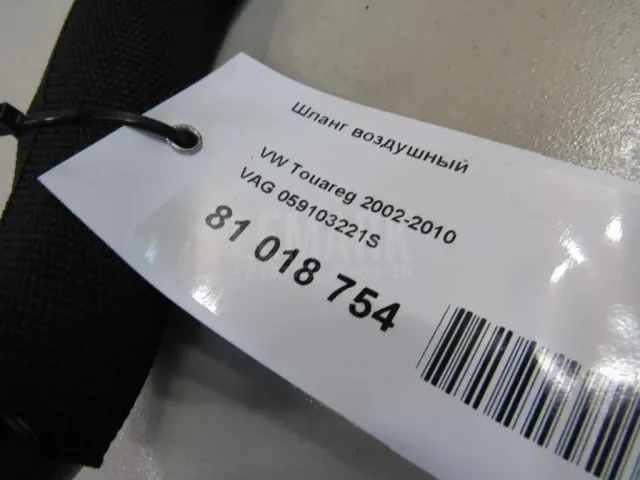 Шланг воздушный
VW Touareg 2002-2010
VAG 059103221S
81 018 754